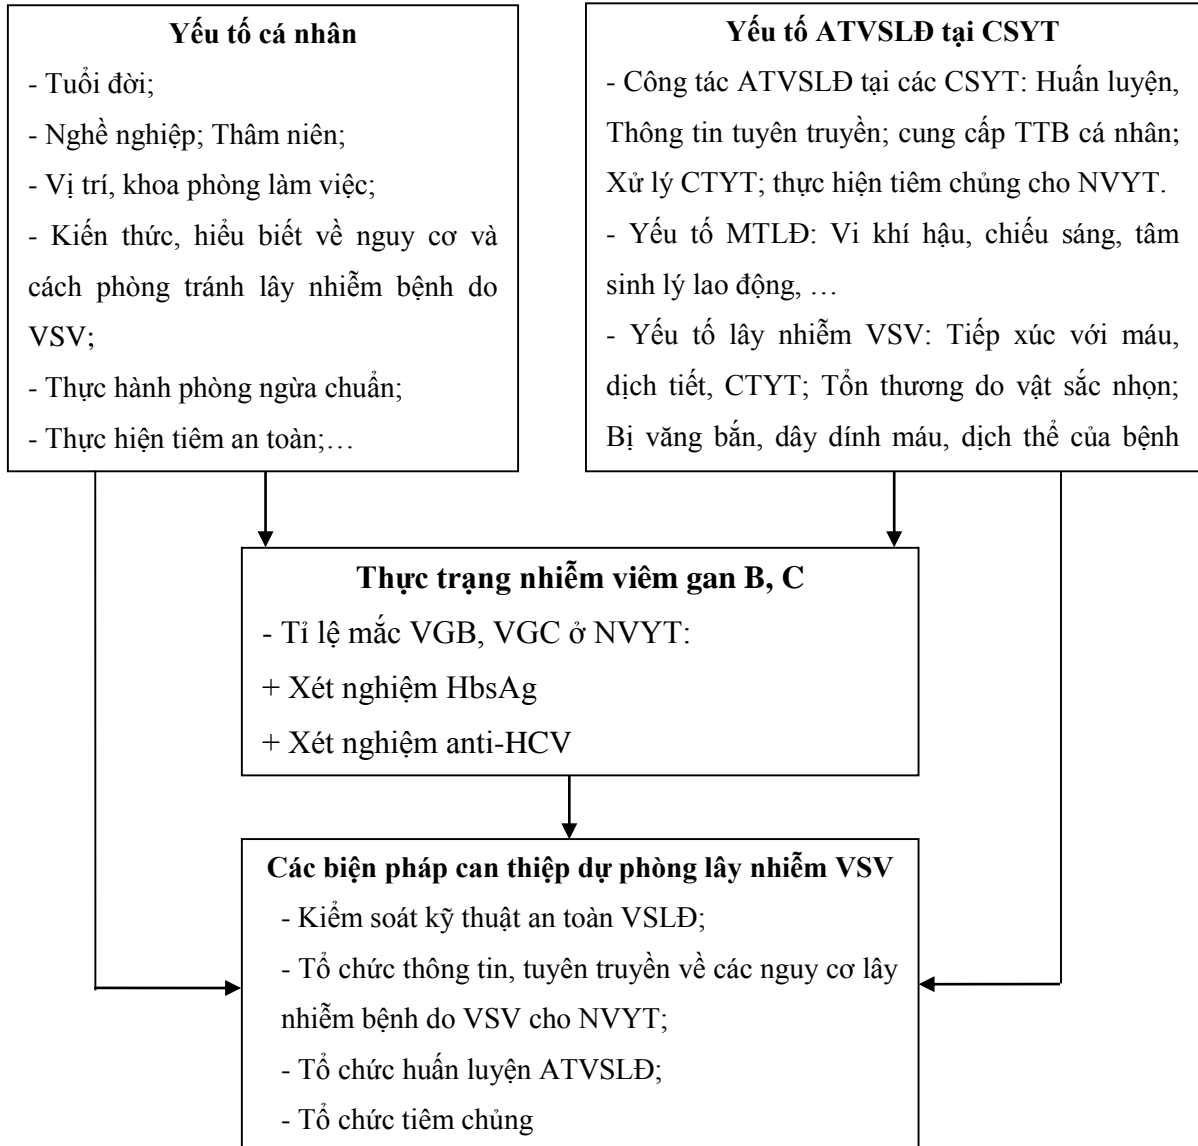 Yếu tố cá nhân
- Tuổi đời;
- Nghề nghiệp; Thâm niên;
- Vị trí, khoa phòng làm việc;
- Kiến thức, hiểu biết về nguy cơ và
cách phòng tránh lây nhiễm bệnh do
VSV;
- Thực hành phòng ngừa chuẩn;
- Thực hiện tiêm an toàn;…
Yếu tố ATVSLĐ tại CSYT
- Công tác ATVSLĐ tại các CSYT: Huấn luyện,
Thông tin tuyên truyền; cung cấp TTB cá nhân;
Xử lý CTYT; thực hiện tiêm chủng cho NVYT.
- Yếu tố MTLĐ: Vi khí hậu, chiếu sáng, tâm
sinh lý lao động, …
- Yếu tố lây nhiễm VSV: Tiếp xúc với máu,
dịch tiết, CTYT; Tổn thương do vật sắc nhọn;
Bị văng bắn, dây dính máu, dịch thể của bệnh
Thực trạng nhiễm viêm gan B, C
- Tỉ lệ mắc VGB, VGC ở NVYT:
+ Xét nghiệm HbsAg
+ Xét nghiệm anti-HCV
Các biện pháp can thiệp dự phòng lây nhiễm VSV
- Kiểm soát kỹ thuật an toàn VSLĐ;
- Tổ chức thông tin, tuyên truyền về các nguy cơ lây
nhiễm bệnh do VSV cho NVYT;
- Tổ chức huấn luyện ATVSLĐ;
- Tổ chức tiêm chủng